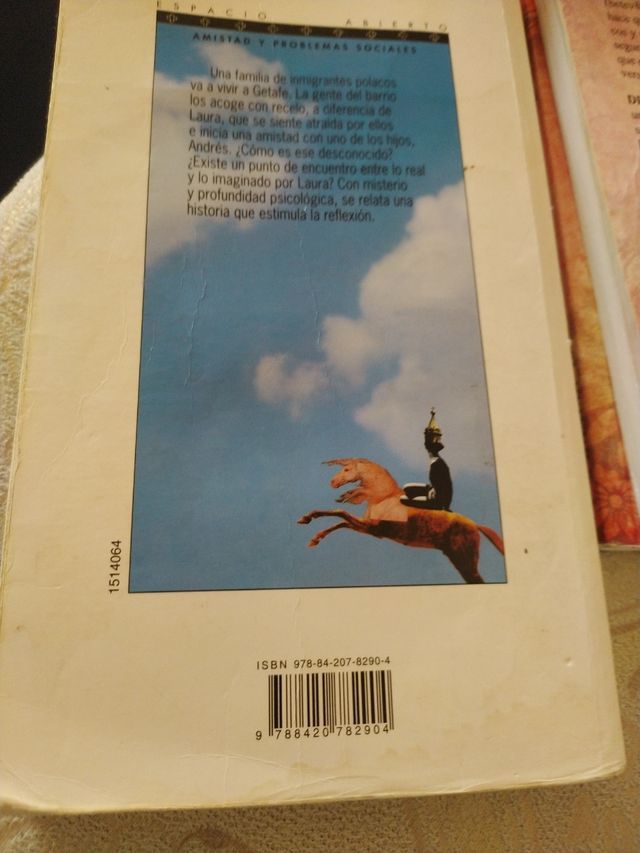 ESPACIO ABIERTO
AMISTAD Y PROBLEMAS SOCIALES
Una familia de inmigrantes polacos
va a vivir a Getafe. La gente del barrio
los acoge con recelo, a diferencia de
Laura, que se siente atraída por ellos
e inicia una amistad con uno de los hijos,
Andrés. ¿Cómo es ese desconocido?
¿Existe un punto de encuentro entre lo real
y lo imaginado por Laura? Con misterio
y profundidad psicológica, se relata una
historia que estimula la reflexión.
1514064
ISBN 978-84-207-8290-4
9 788420 782904